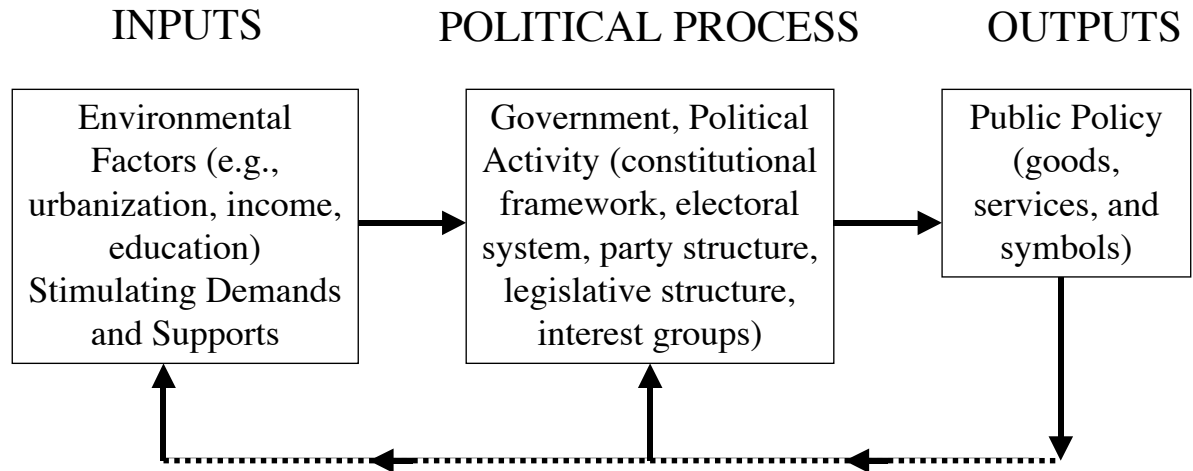 INPUTS
POLITICAL PROCESS
OUTPUTS
Environmental
Factors (e.g.,
urbanization, income,
education)
Stimulating Demands
and Supports
Government, Political
Activity (constitutional
framework, electoral
system, party structure,
legislative structure,
interest groups)
Public Policy
(goods,
services, and
symbols)